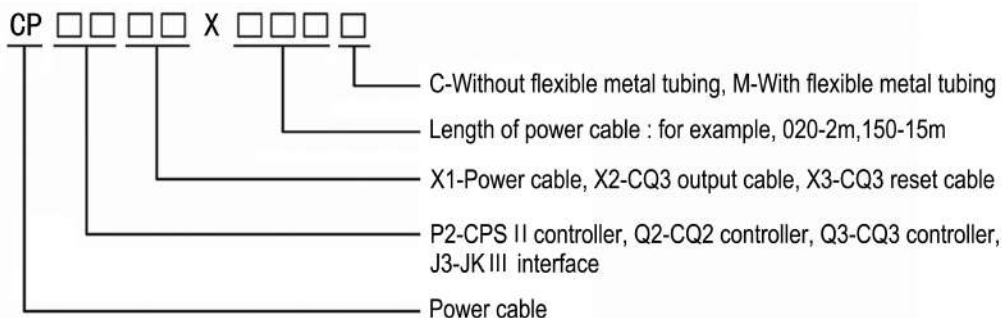 CP □□ □□ X □□□ □
C-Without flexible metal tubing, M-With flexible metal tubing
Length of power cable : for example, 020-2m,150-15m
X1-Power cable, X2-CQ3 output cable, X3-CQ3 reset cable
P2-CPS II controller, Q2-CQ2 controller, Q3-CQ3 controller,
J3-JK III interface
Power cable